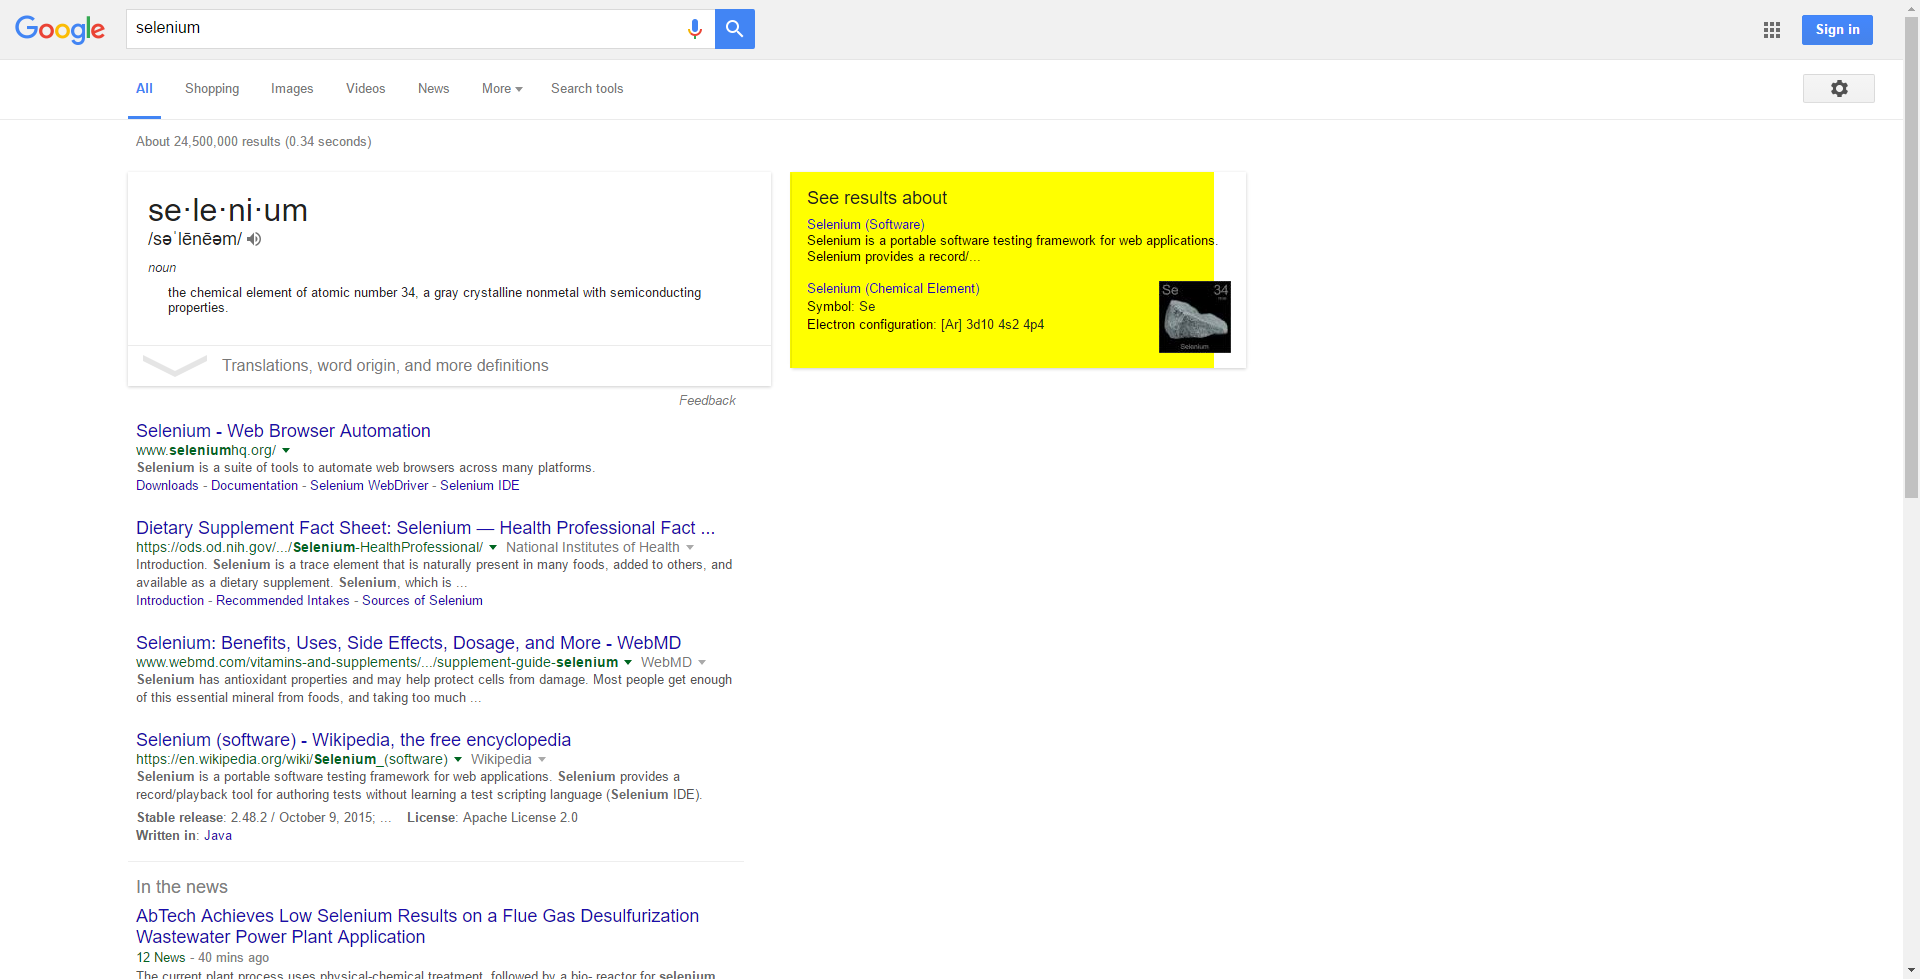 Google
selenium
Sign in
All Shopping Images Videos News More Search tools
About 24,500,000 results (0.34 seconds)
se·le·ni·um
/səˈlēnēəm/
noun
the chemical element of atomic number 34, a gray crystalline nonmetal with semiconducting
properties.
Translations, word origin, and more definitions
Feedback
See results about
Selenium (Software)
Selenium is a portable software testing framework for web applications.
Selenium provides a record/...
Selenium (Chemical Element)
Symbol: Se
Electron configuration: [Ar] 3d10 4s2 4p4
Se 34
Selenium
Selenium - Web Browser Automation
www.seleniumhq.org/
Selenium is a suite of tools to automate web browsers across many platforms.
Downloads - Documentation - Selenium WebDriver - Selenium IDE
Dietary Supplement Fact Sheet: Selenium — Health Professional Fact ...
https://ods.od.nih.gov/.../Selenium-HealthProfessional/ National Institutes of Health
Introduction. Selenium is a trace element that is naturally present in many foods, added to others, and
available as a dietary supplement. Selenium, which is ...
Introduction - Recommended Intakes - Sources of Selenium
Selenium: Benefits, Uses, Side Effects, Dosage, and More - WebMD
www.webmd.com/vitamins-and-supplements/.../supplement-guide-selenium WebMD
Selenium has antioxidant properties and may help protect cells from damage. Most people get enough
of this essential mineral from foods, and taking too much ...
Selenium (software) - Wikipedia, the free encyclopedia
https://en.wikipedia.org/wiki/Selenium_(software) Wikipedia
Selenium is a portable software testing framework for web applications. Selenium provides a
record/playback tool for authoring tests without learning a test scripting language (Selenium IDE).
Stable release: 2.48.2 / October 9, 2015; ... License: Apache License 2.0
Written in: Java
In the news
AbTech Achieves Low Selenium Results on a Flue Gas Desulfurization
Wastewater Power Plant Application
12 News - 40 mins ago
The current plant process uses physical-chemical treatment, followed by a bio- reactor for selenium